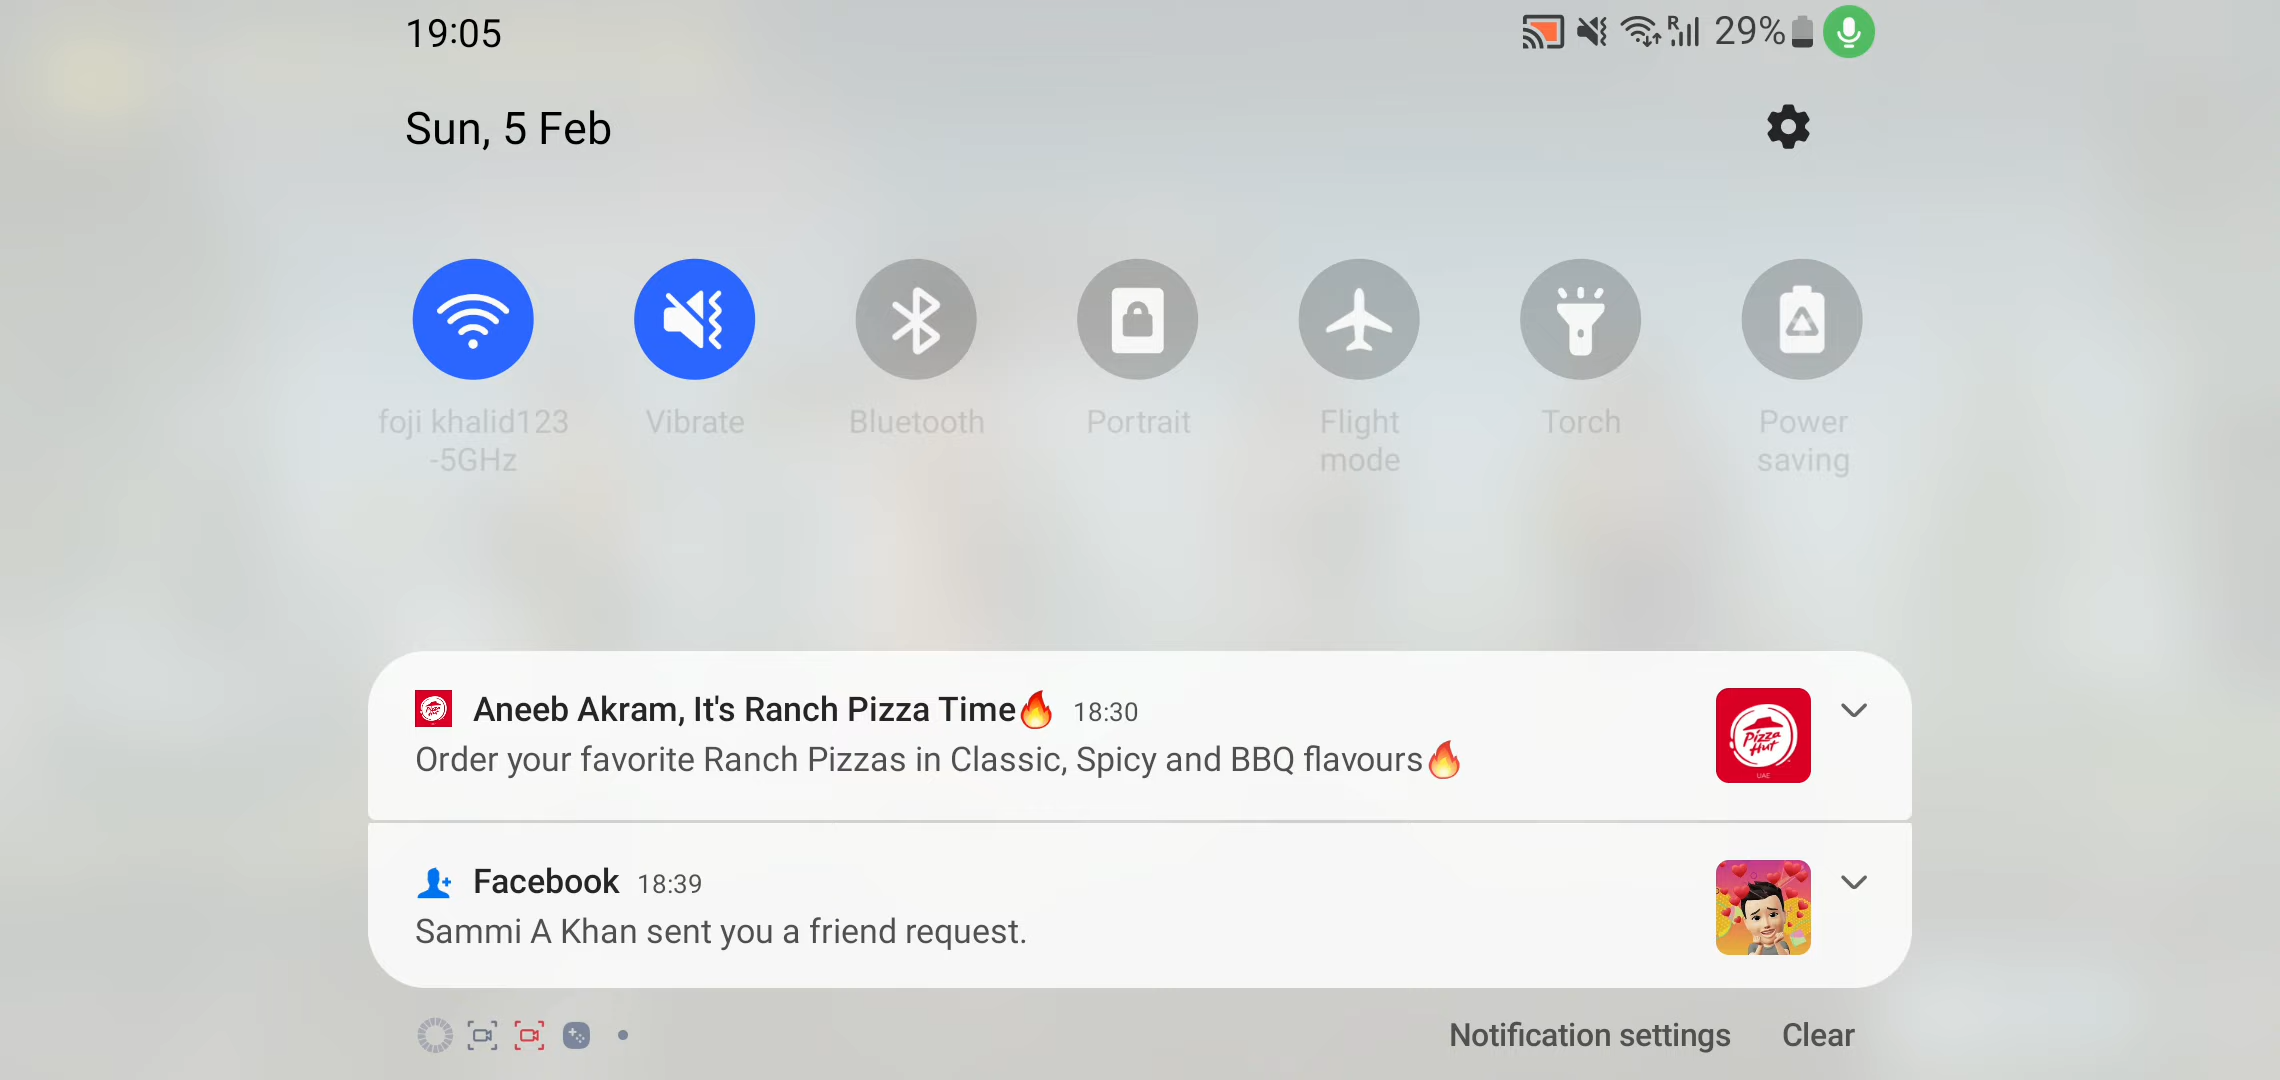 19:05
R 29%
Sun, 5 Feb
foji khalid123
-5GHz
Vibrate
Bluetooth
Portrait
Flight
mode
Torch
Power
saving
Aneeb Akram, It's Ranch Pizza Time🔥 18:30
Order your favorite Ranch Pizzas in Classic, Spicy and BBQ flavours🔥
Pizza
Hut
UAE
Facebook 18:39
Sammi A Khan sent you a friend request.
Notification settings Clear